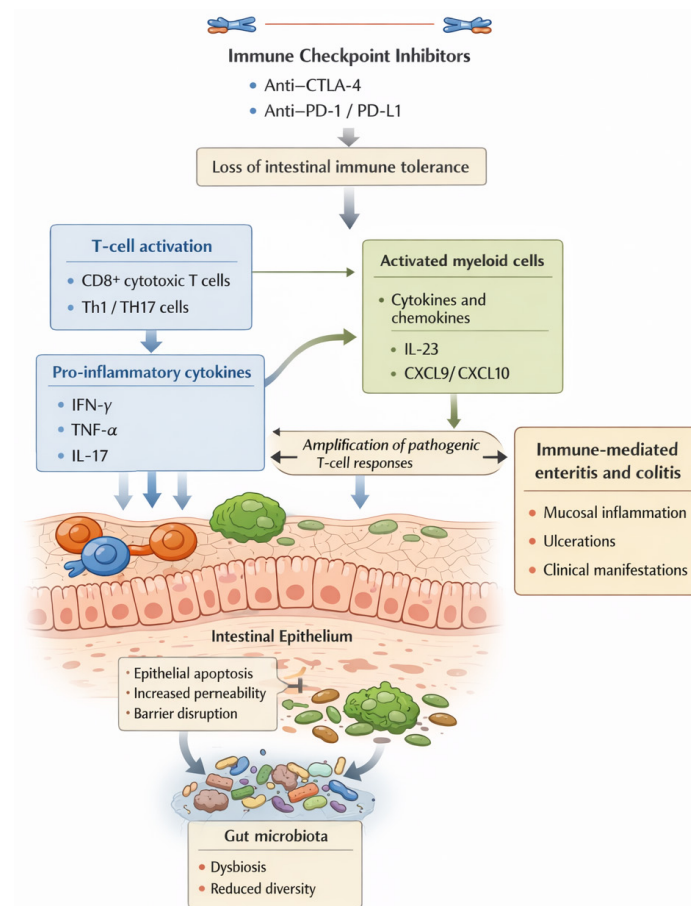 Immune Checkpoint Inhibitors
• Anti–CTLA-4
• Anti–PD-1 / PD-L1
Loss of intestinal immune tolerance
T-cell activation
• CD8+ cytotoxic T cells
• Th1 / TH17 cells
Activated myeloid cells
• Cytokines and
chemokines
• IL-23
• CXCL9/CXCL10
Pro-inflammatory cytokines
• IFN-γ
• TNF-α
• IL-17
Amplification of pathogenic
T-cell responses
Immune-mediated
enteritis and colitis
• Mucosal inflammation
• Ulcerations
• Clinical manifestations
Intestinal Epithelium
• Epithelial apoptosis
• Increased permeability
• Barrier disruption
Gut microbiota
• Dysbiosis
• Reduced diversity